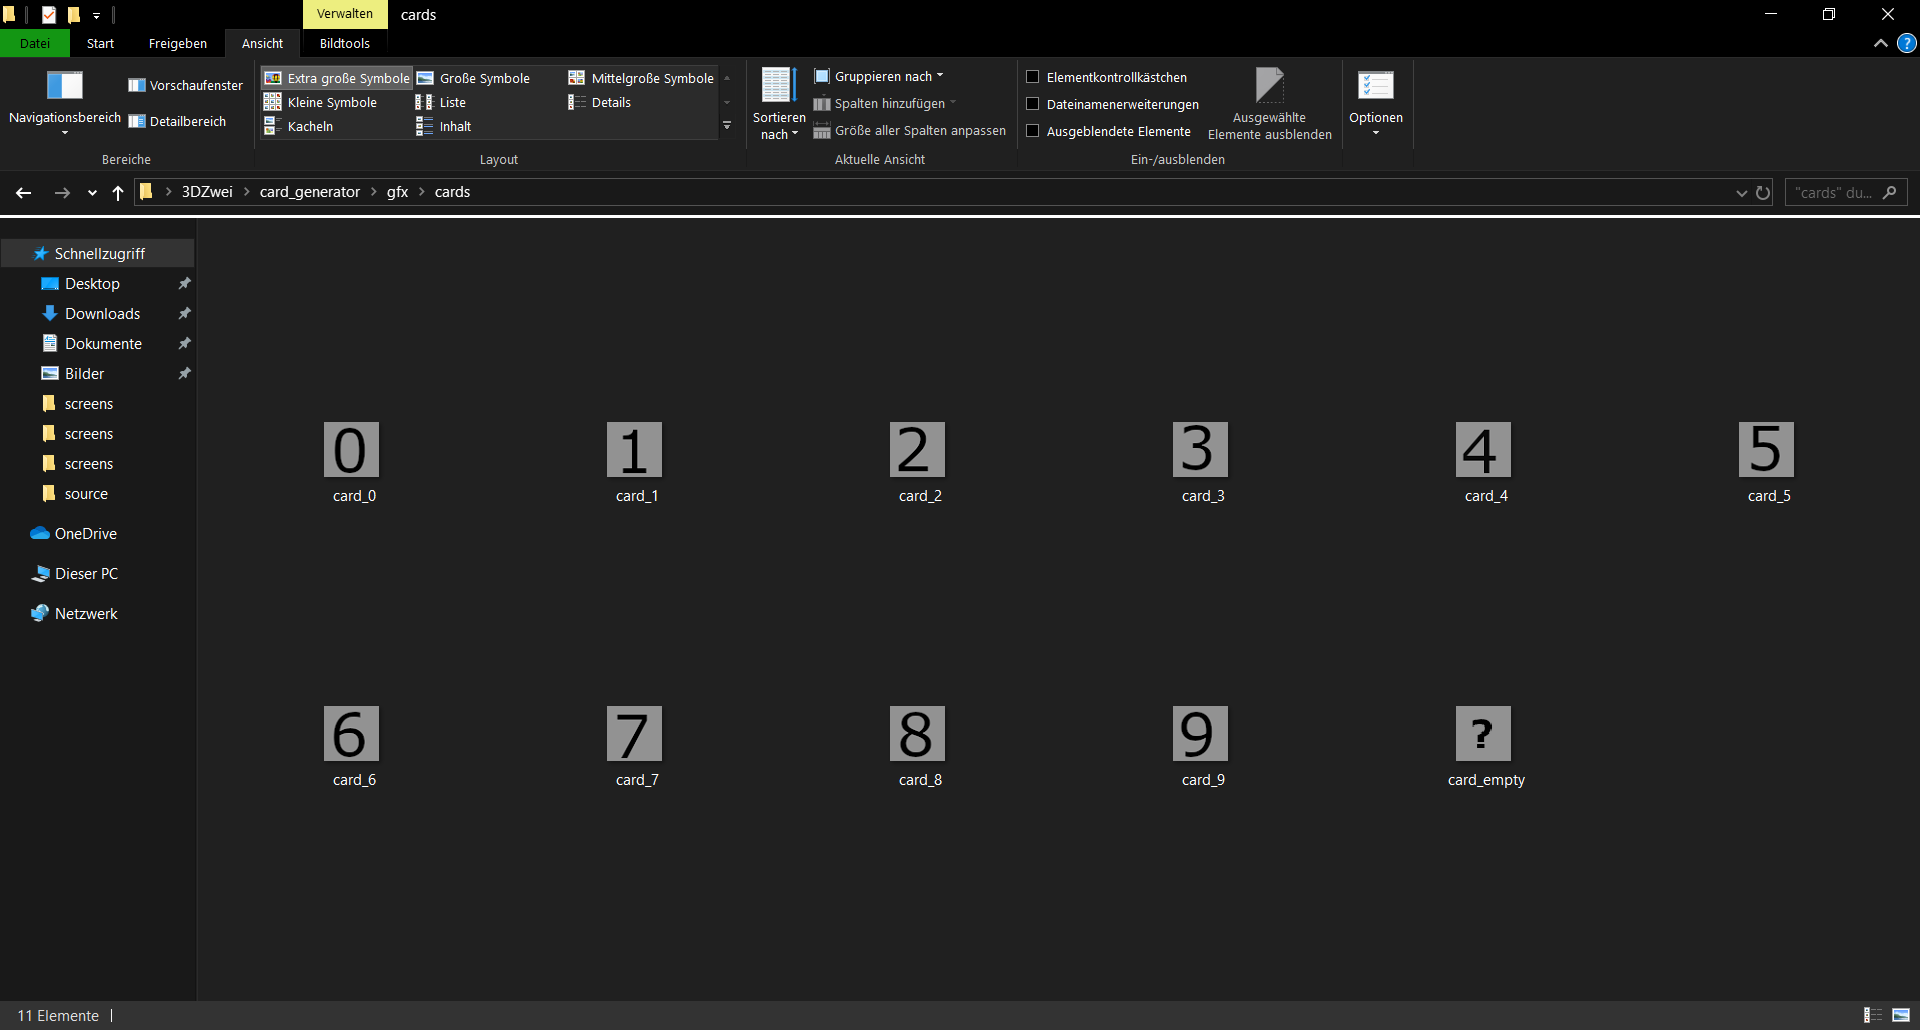 Verwalten
cards
Datei
Start
Freigeben
Ansicht
Bildtools
?
Navigationsbereich
Vorschaufenster
Detailbereich
Bereiche
Extra große Symbole
Große Symbole
Mittelgroße Symbole
Kleine Symbole
Liste
Details
Kacheln
Inhalt
Layout
Sortieren
nach
Gruppieren nach
Spalten hinzufügen
Größe aller Spalten anpassen
Aktuelle Ansicht
Elementkontrollkästchen
Dateinamenerweiterungen
Ausgeblendete Elemente
Ausgewählte
Elemente ausblenden
Ein-/ausblenden
Optionen
3DZwei > card_generator > gfx > cards
"cards" du...
Schnellzugriff
Desktop
Downloads
Dokumente
Bilder
screens
screens
screens
source
OneDrive
Dieser PC
Netzwerk
0
card_0
1
card_1
2
card_2
3
card_3
4
card_4
5
card_5
6
card_6
7
card_7
8
card_8
9
card_9
?
card_empty
11 Elemente